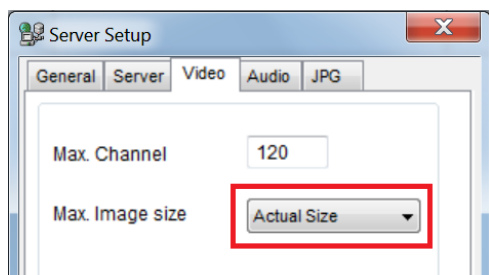 Server Setup
General Server Video Audio JPG
Max. Channel 120
Max. Image size Actual Size